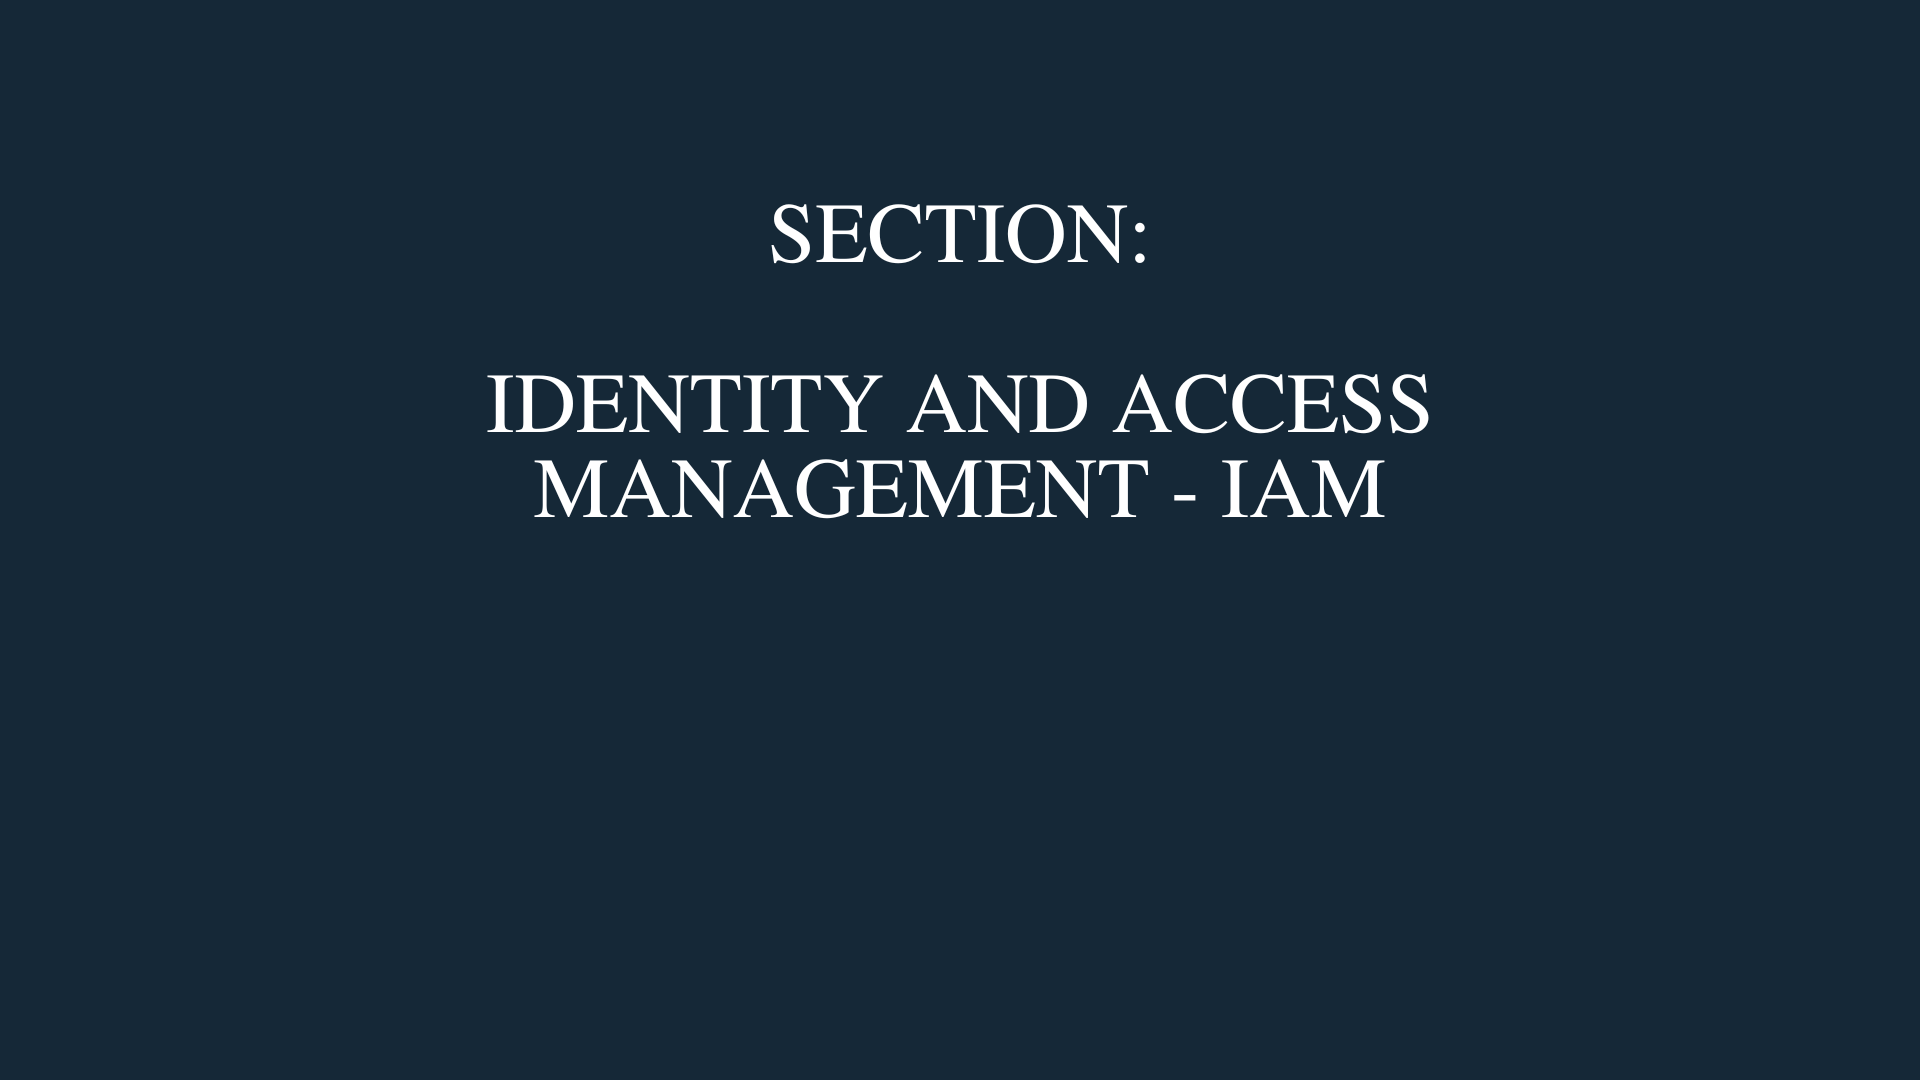 SECTION:
IDENTITY AND ACCESS
MANAGEMENT - IAM